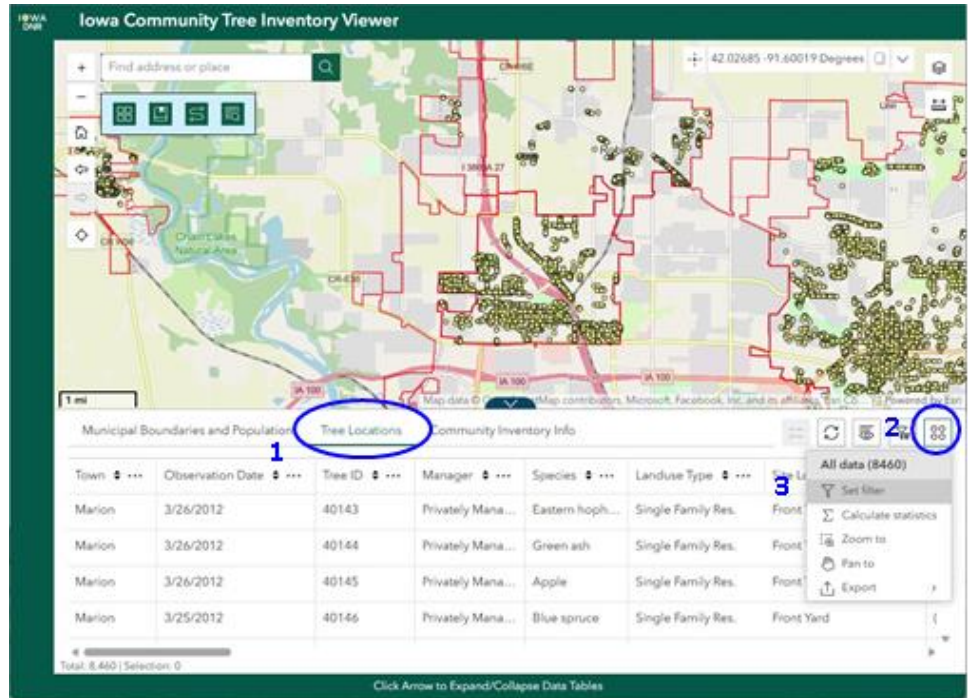 IOWA
DNR
Iowa Community Tree Inventory Viewer
Find address or place
42.02685 -91.60019 Degrees
Chain Lakes
Natural Area
IA 100
IA 100
IA 100
1 mi
Municipal Boundaries and Population
Tree Locations
Community Inventory Info
1
2
3
Town
Observation Date
Tree ID
Manager
Species
Landuse Type
All data (8460)
Set filter
Calculate statistics
Zoom to
Pan to
Export
Marion 3/26/2012 40143 Privately Mana... Eastern hoph... Single Family Res. Front
Marion 3/26/2012 40144 Privately Mana... Green ash Single Family Res. Front
Marion 3/26/2012 40145 Privately Mana... Apple Single Family Res. Front
Marion 3/25/2012 40146 Privately Mana... Blue spruce Single Family Res. Front Yard
Total: 8,460 | Selection: 0
Click Arrow to Expand/Collapse Data Tables